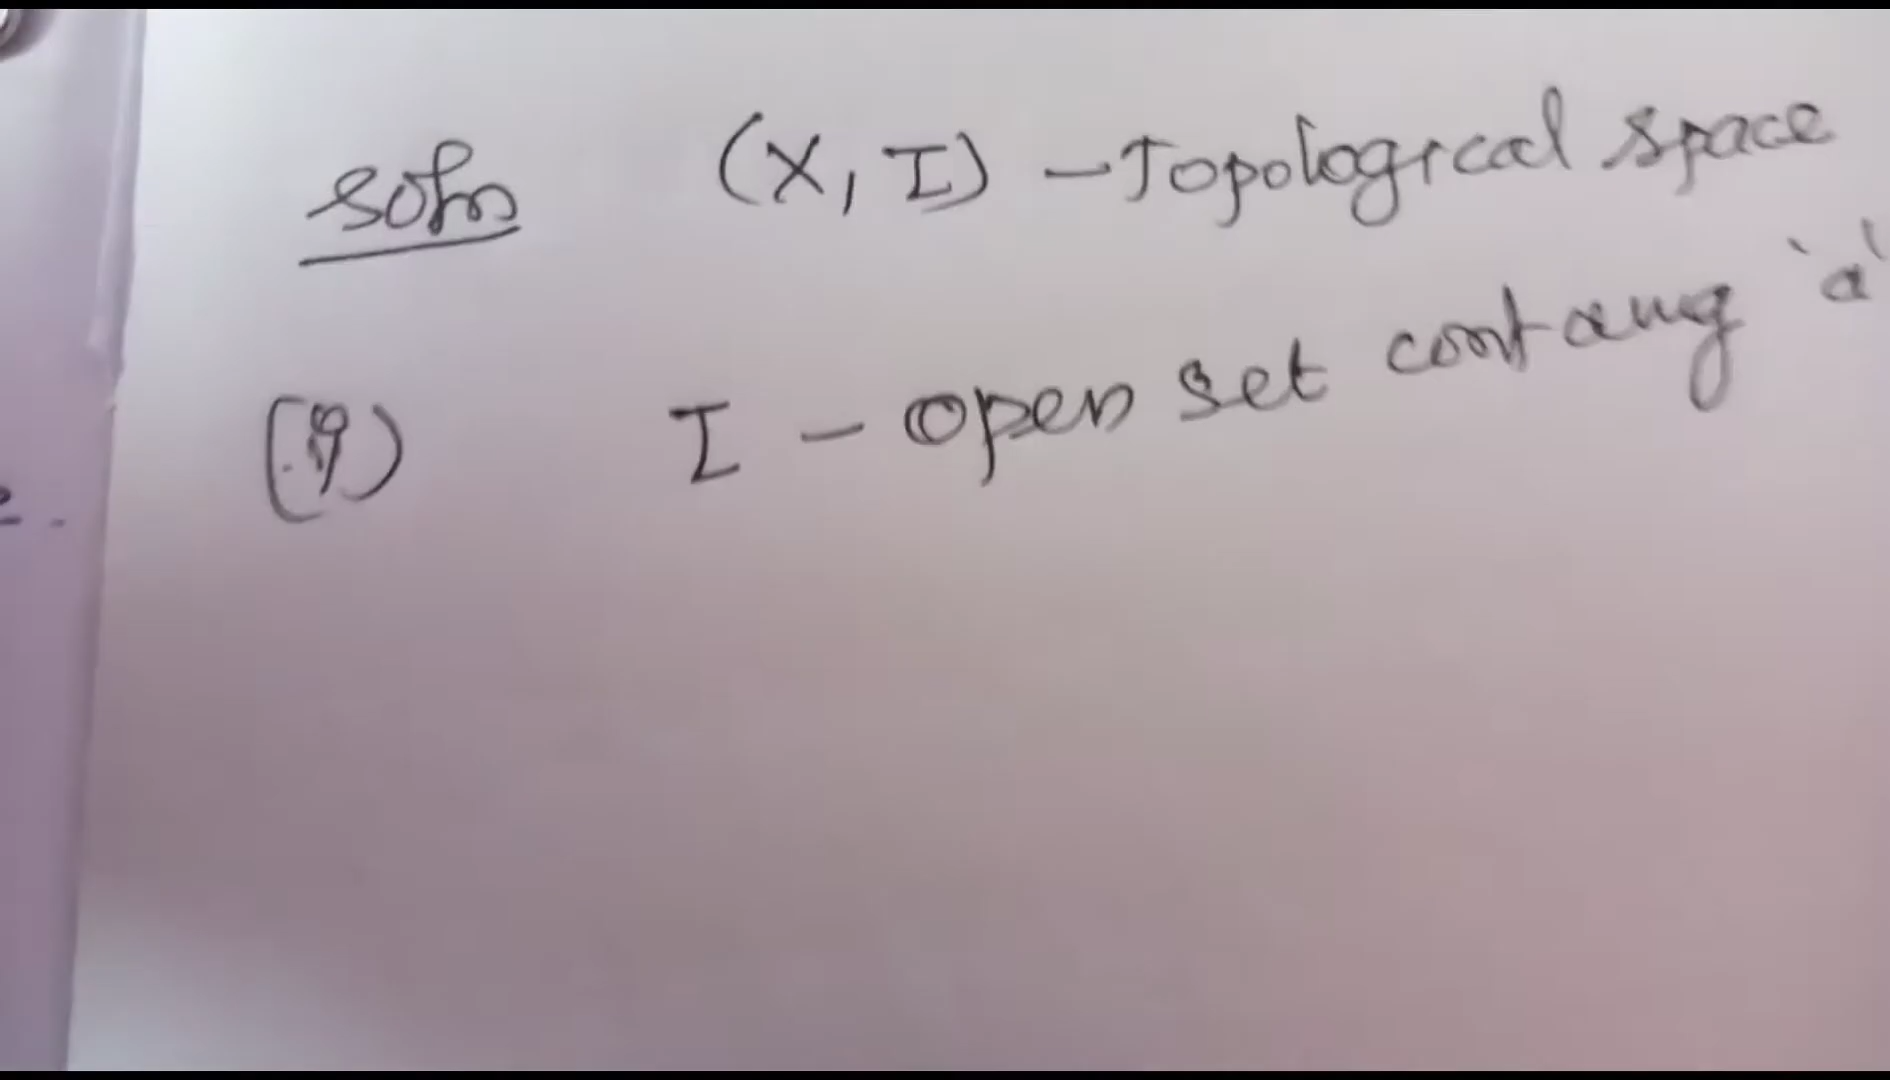 Soln (X, I) - Topological space
(i) I - open set containg 'a'